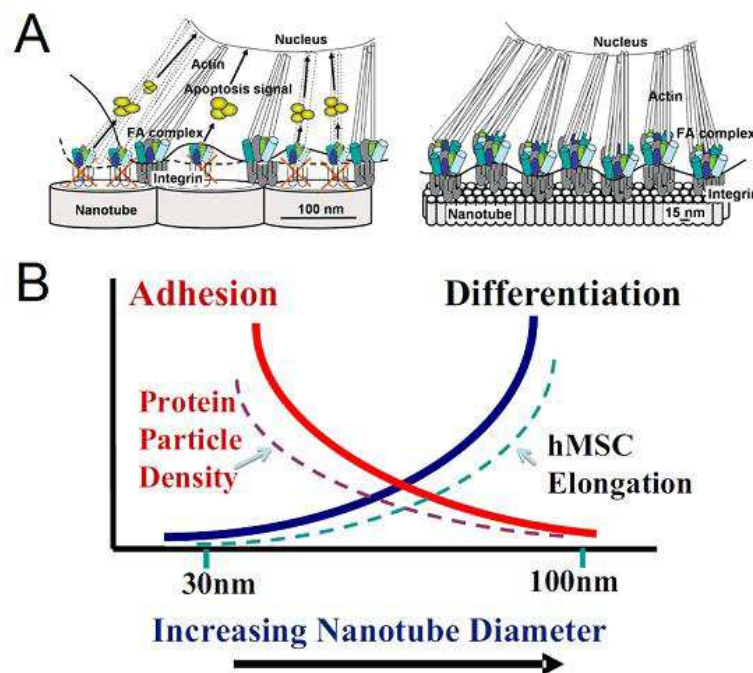 A
Nucleus
Actin
Apoptosis signal
FA complex
Integrin
Nanotube
100 nm
Nucleus
Actin
FA complex
Integrin
Nanotube
15 nm
B
Adhesion
Differentiation
Protein
Particle
Density
hMSC
Elongation
30nm
100nm
Increasing Nanotube Diameter